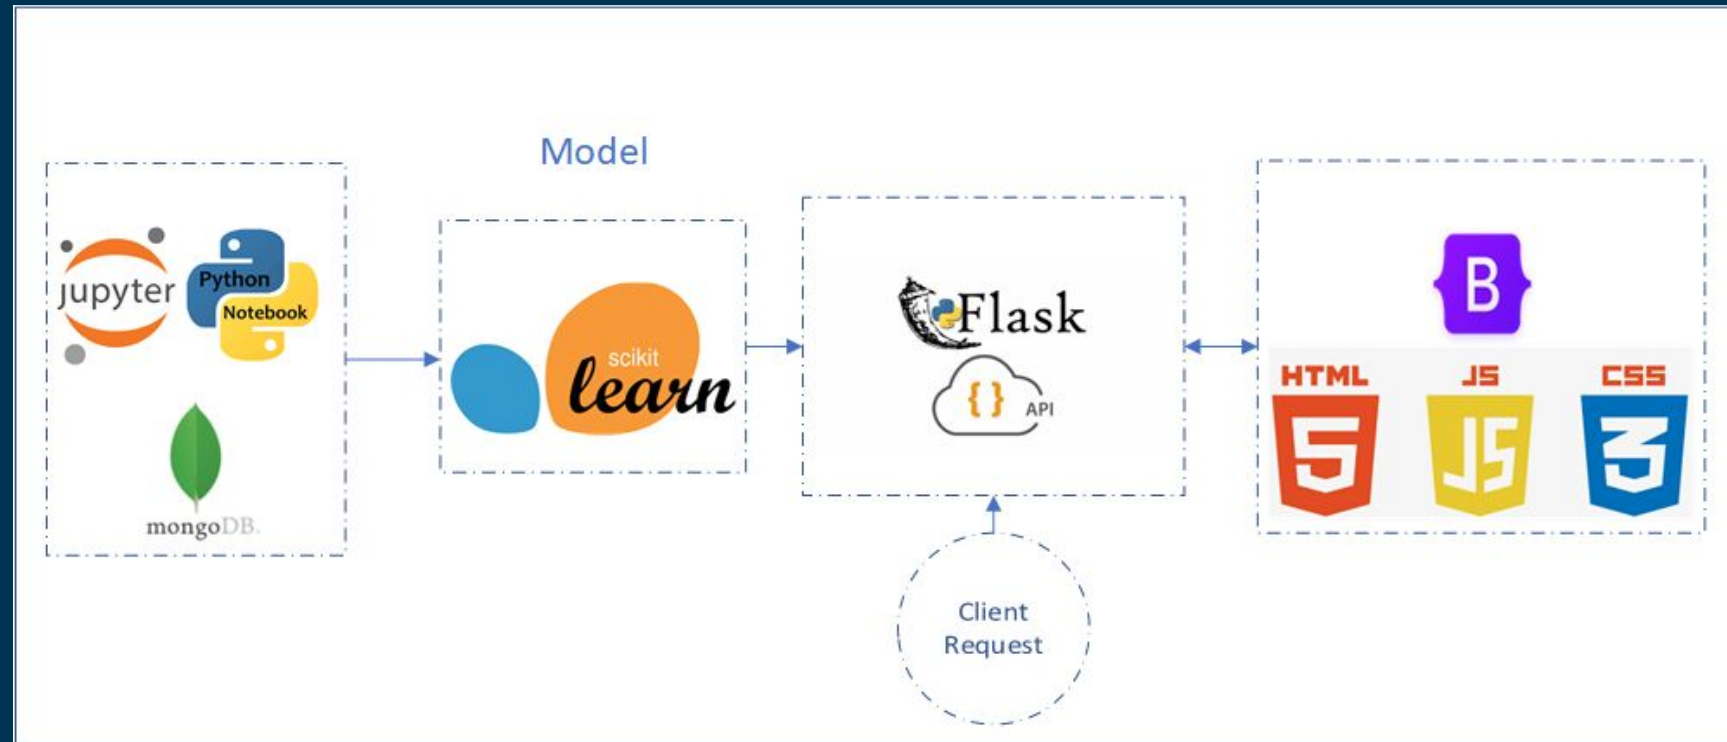 Model
jupyter
Python
Notebook
mongoDB.
scikit
learn
Flask
{ } API
Client
Request
B
HTML JS CSS
5 JS 3